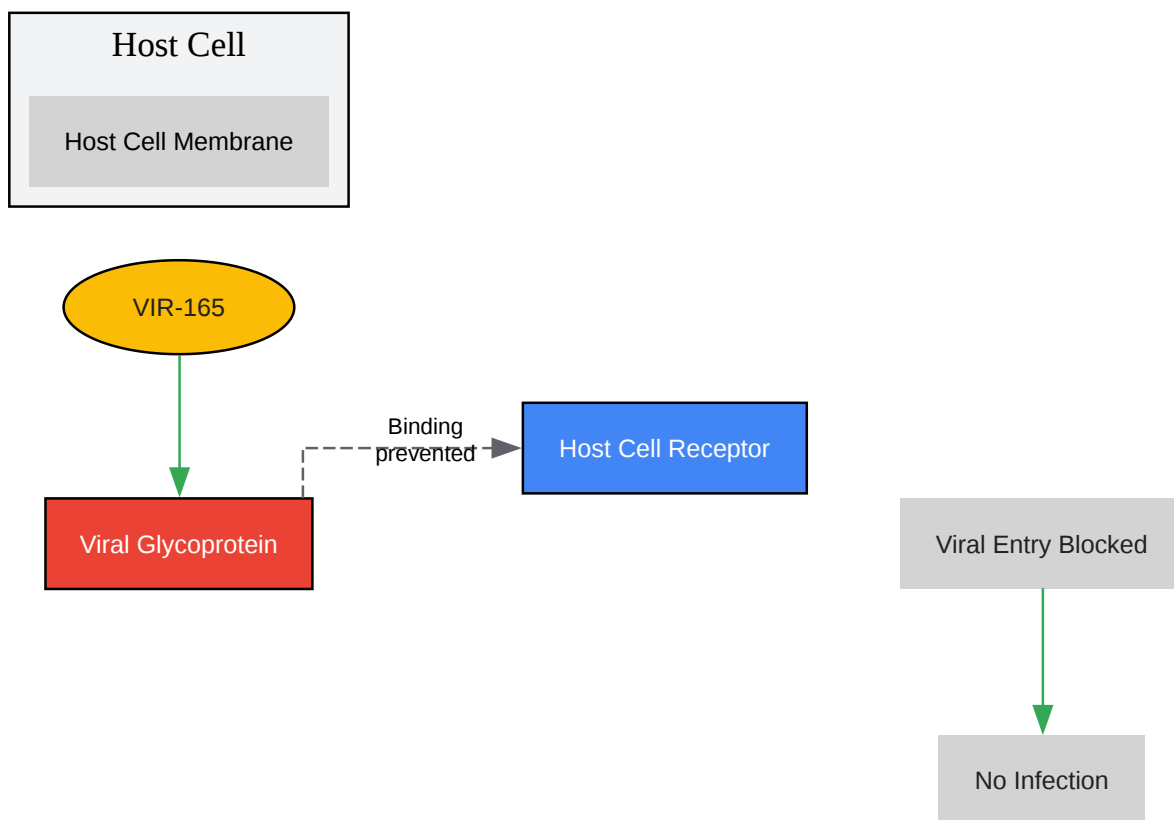 Host Cell
Host Cell Membrane
VIR-165
Binding
prevented
Host Cell Receptor
Viral Glycoprotein
Viral Entry Blocked
No Infection